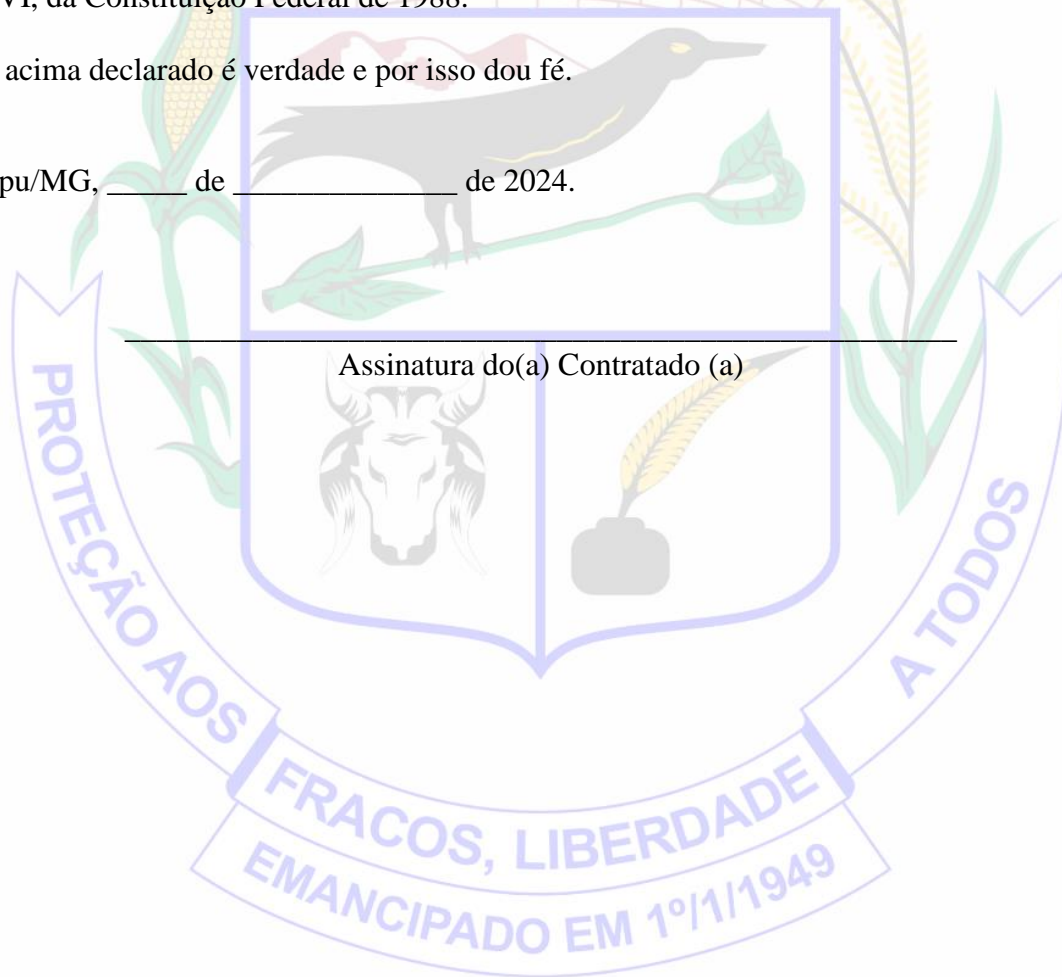 VI, da Constituição Federal de 1988.
acima declarado é verdade e por isso dou fé.
pu/MG, _____ de ______________ de 2024.
____________________________________________________
Assinatura do(a) Contratado (a)
PROTEÇÃO AOS FRACOS, LIBERDADE A TODOS
EMANCIPADO EM 1º/1/1949